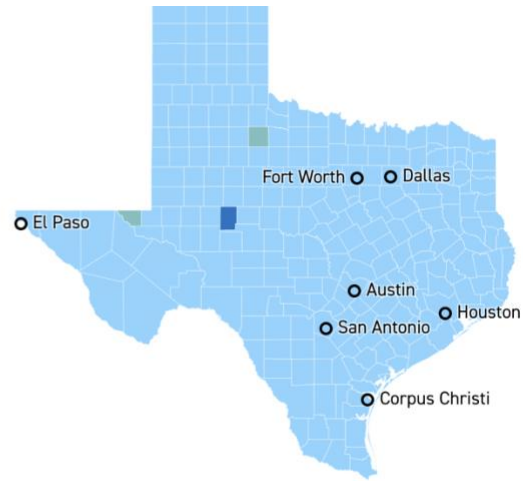 Fort Worth
Dallas
El Paso
Austin
Houston
San Antonio
Corpus Christi